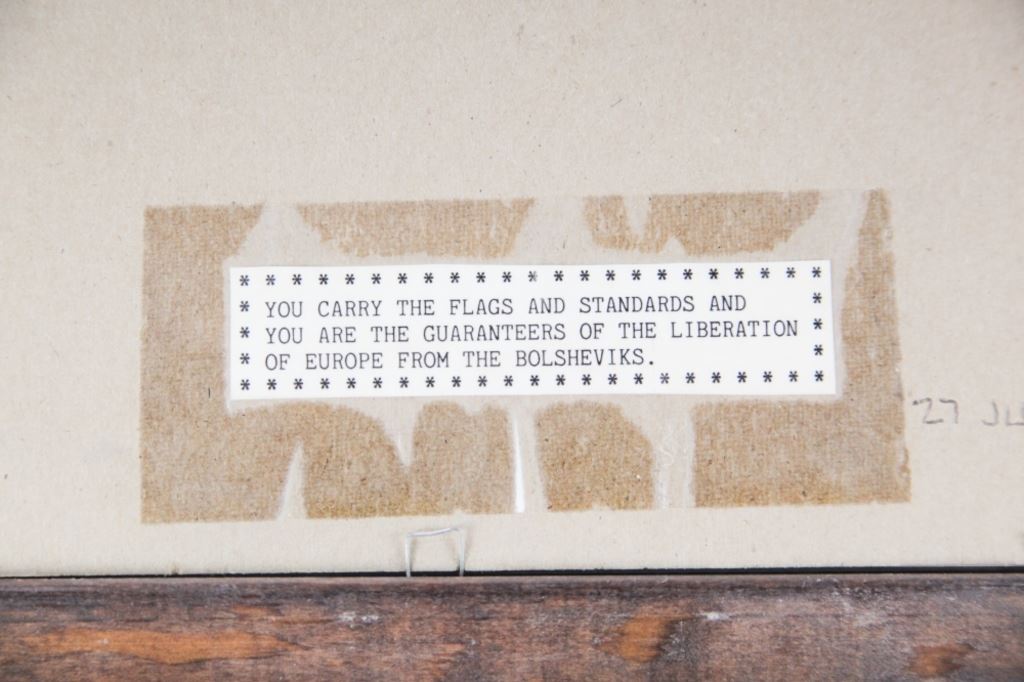 * * * * * * * * * * * * * * * * * * * * * * *
* YOU CARRY THE FLAGS AND STANDARDS AND *
* YOU ARE THE GUARANTEERS OF THE LIBERATION *
* OF EUROPE FROM THE BOLSHEVIKS. *
* * * * * * * * * * * * * * * * * * * * * * *
27